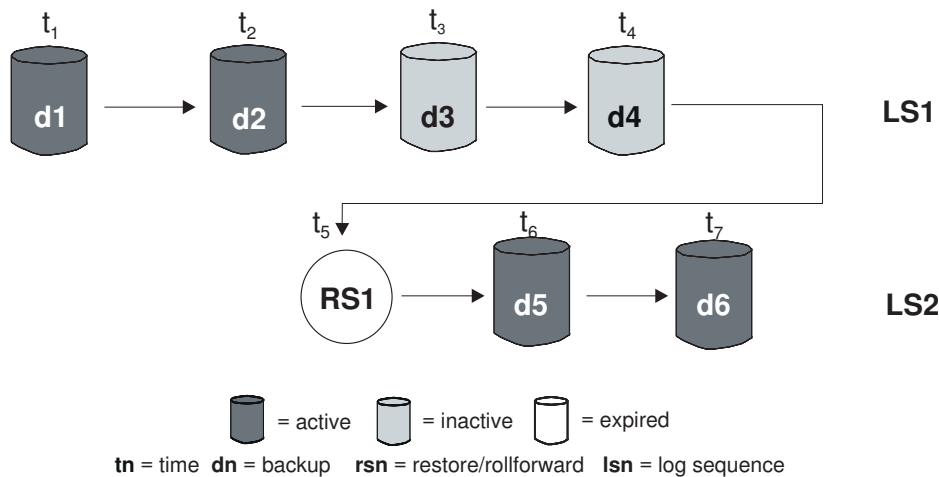 t1 t2 t3 t4
d1 d2 d3 d4 LS1
t5 t6 t7
RS1 d5 d6 LS2
= active = inactive = expired
tn = time dn = backup rsn = restore/rollforward lsn = log sequence